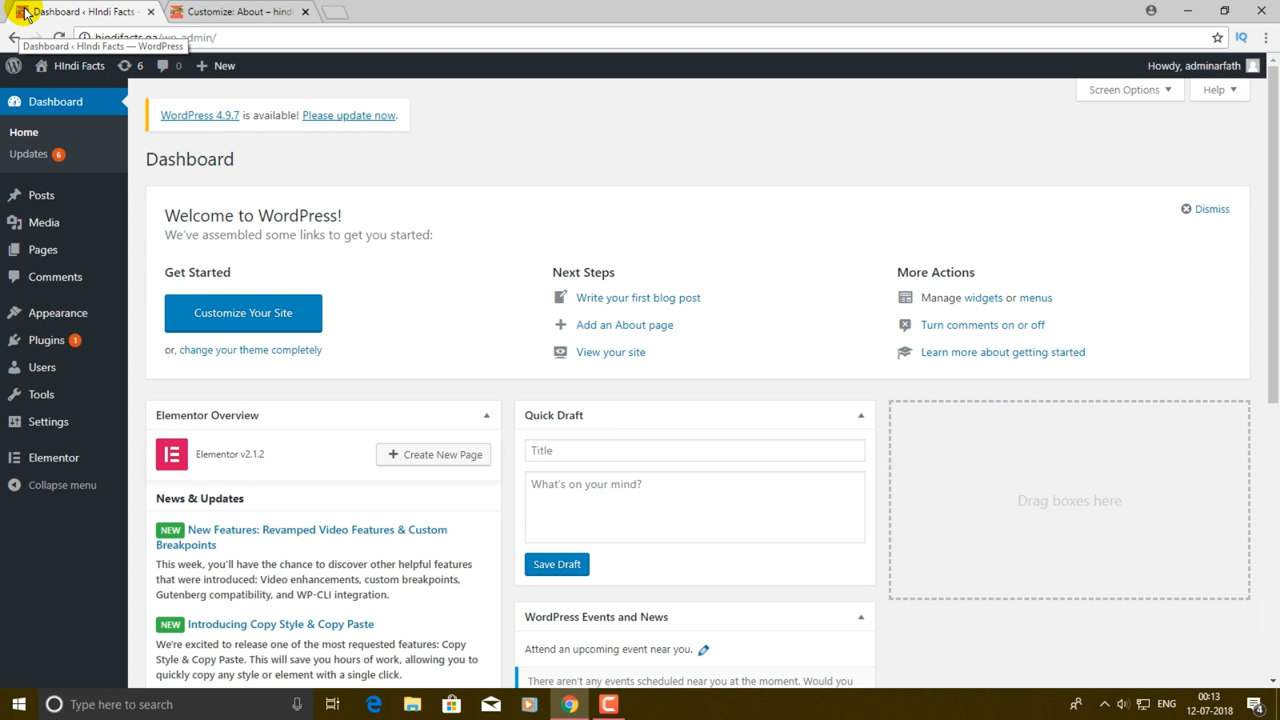 Dashboard ‹ HIndi Facts
Customize: About – hindi
hindifacts.ga/wp-admin/
Dashboard ‹ HIndi Facts — WordPress
HIndi Facts
6
0
New
Howdy, adminarfath
Dashboard
Home
Updates 6
Posts
Media
Pages
Comments
Appearance
Plugins 1
Users
Tools
Settings
Elementor
Collapse menu
Screen Options
Help
WordPress 4.9.7 is available! Please update now.
Dashboard
Welcome to WordPress!
We've assembled some links to get you started:
Dismiss
Get Started
Customize Your Site
or, change your theme completely
Next Steps
Write your first blog post
Add an About page
View your site
More Actions
Manage widgets or menus
Turn comments on or off
Learn more about getting started
Elementor Overview
Elementor v2.1.2
Create New Page
News & Updates
NEW New Features: Revamped Video Features & Custom
Breakpoints
This week, you'll have the chance to discover other helpful features
that were introduced: Video enhancements, custom breakpoints,
Gutenberg compatibility, and WP-CLI integration.
NEW Introducing Copy Style & Copy Paste
We're excited to release one of the most requested features: Copy
Style & Copy Paste. This will save you hours of work, allowing you to
quickly copy any style or element with a single click.
Quick Draft
Title
What's on your mind?
Save Draft
WordPress Events and News
Attend an upcoming event near you.
There aren't any events scheduled near you at the moment. Would you
Drag boxes here
Type here to search
ENG
00:13
12-07-2018
4